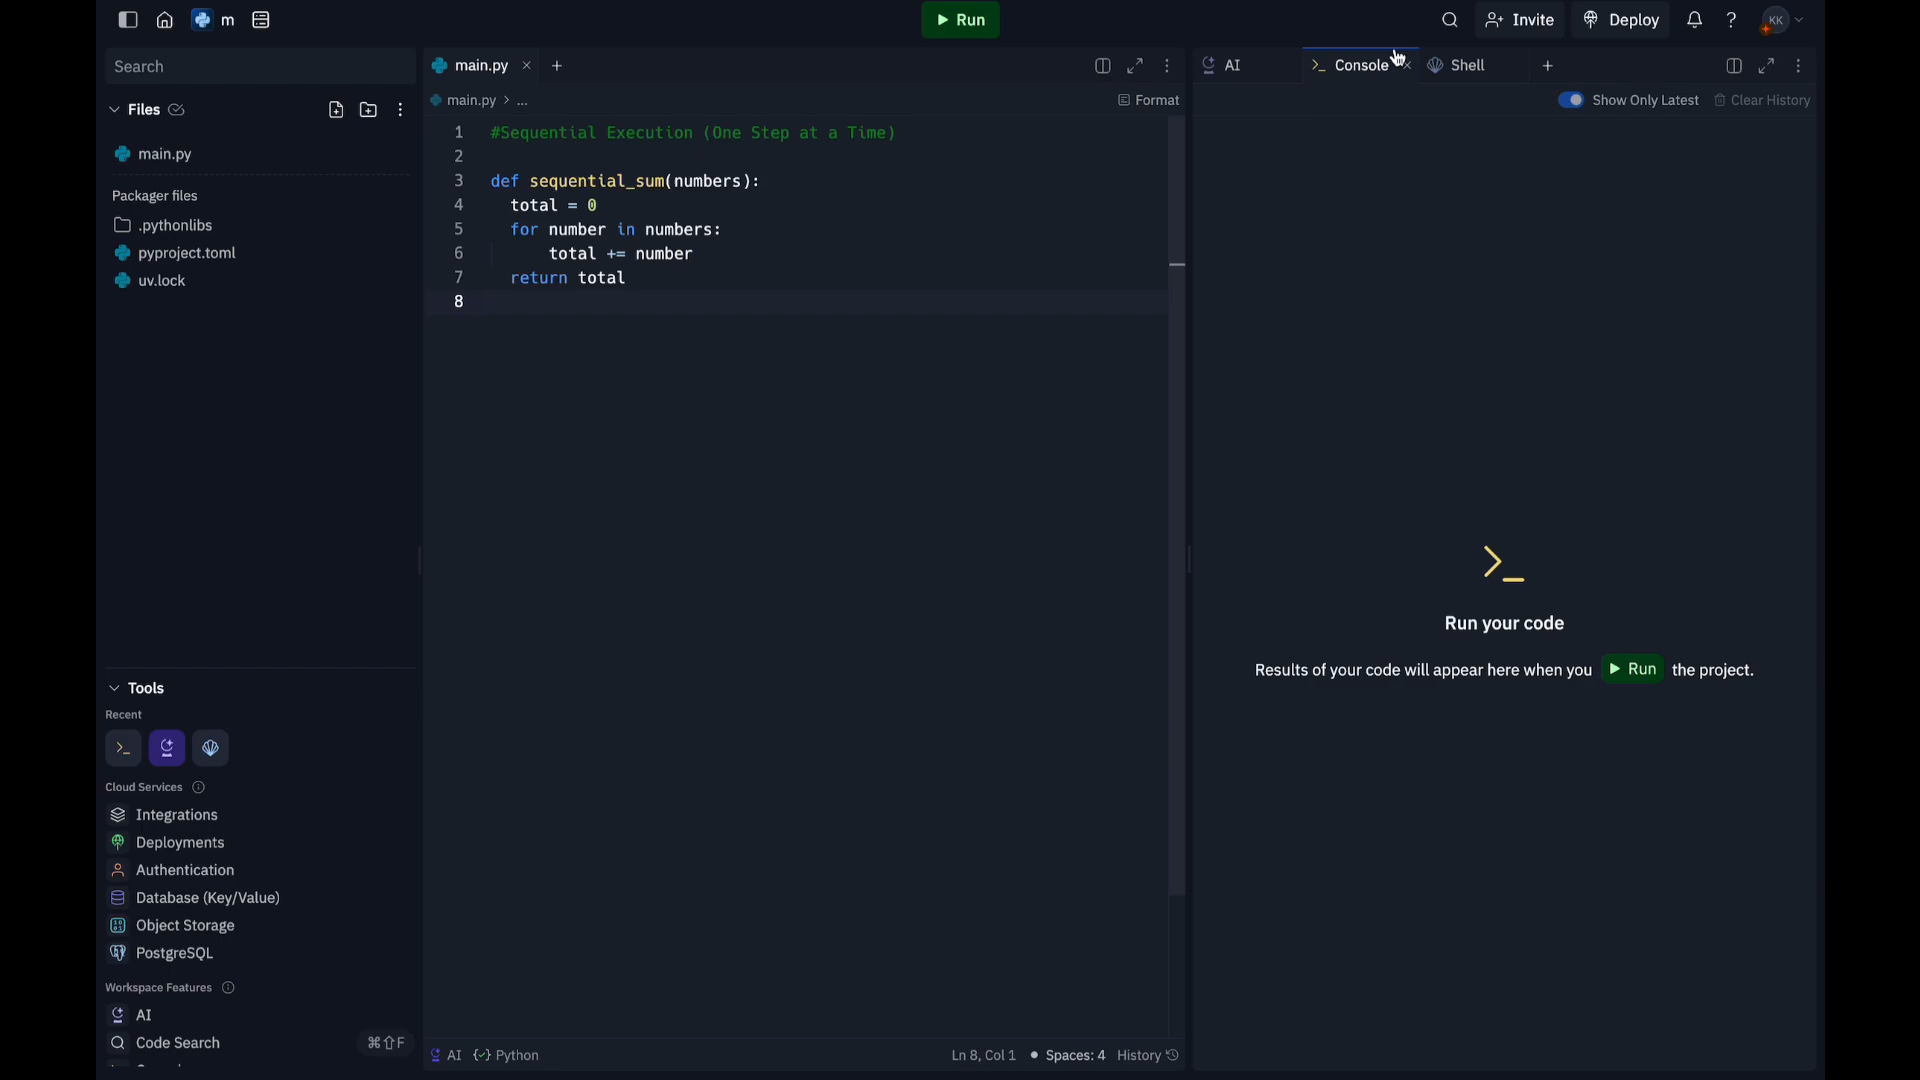 m
Run
Invite
Deploy
KK
Search
Files
main.py
Packager files
.pythonlibs
pyproject.toml
uv.lock
Tools
Recent
Cloud Services
Integrations
Deployments
Authentication
Database (Key/Value)
Object Storage
PostgreSQL
Workspace Features
AI
Code Search ⌘⇧F
main.py
main.py > ...
Format
1 #Sequential Execution (One Step at a Time)
2
3 def sequential_sum(numbers):
4 total = 0
5 for number in numbers:
6 total += number
7 return total
8
AI Python
Ln 8, Col 1 • Spaces: 4 History
AI
Console
Shell
Show Only Latest
Clear History
Run your code
Results of your code will appear here when you Run the project.